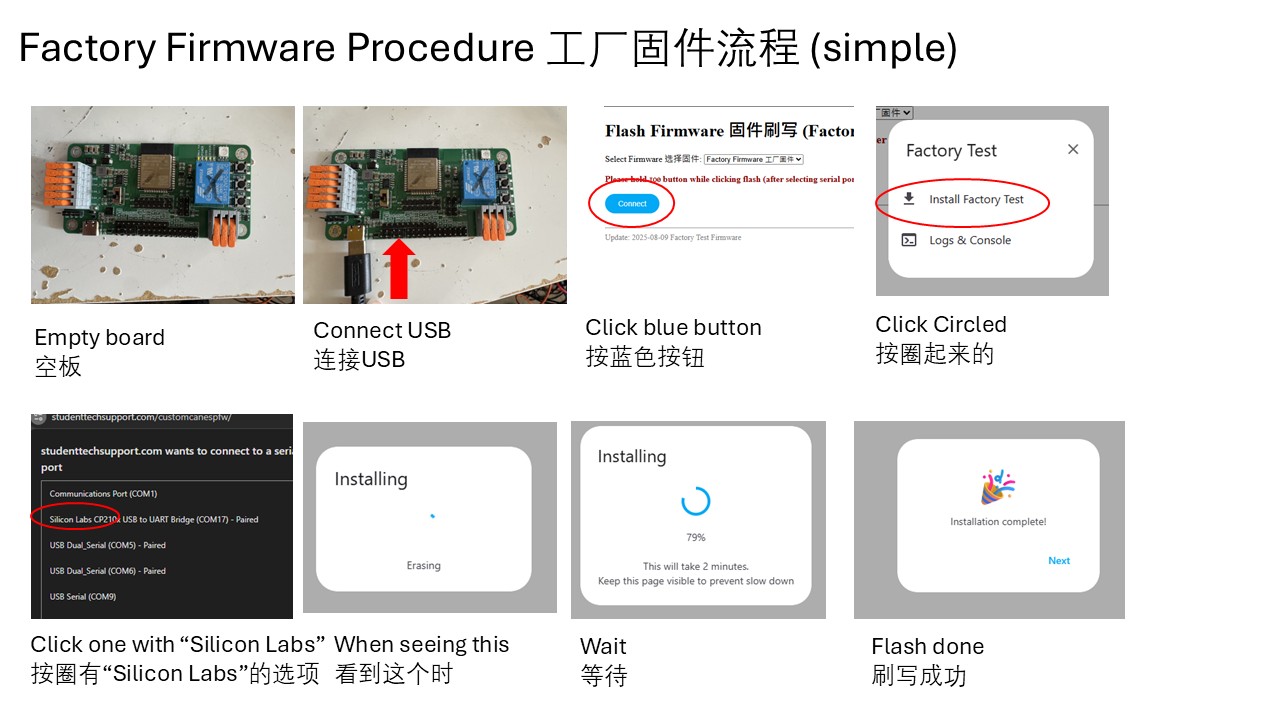 Factory Firmware Procedure 工厂固件流程 (simple)
Flash Firmware 固件刷写 (Factor
Select Firmware 选择固件: Factory Firmware 工厂固件
Please hold 100 button while clicking flash (after selecting serial por
Connect
Update: 2025-08-09 Factory Test Firmware
厂固件
er
Factory Test
Install Factory Test
Logs & Console
Empty board
空板
Connect USB
连接USB
Click blue button
按蓝色按钮
Click Circled
按圈起来的
studenttechsupport.com/customcanespfw/
studenttechsupport.com wants to connect to a seria
port
Communications Port (COM1)
Silicon Labs CP210x USB to UART Bridge (COM17) - Paired
USB Dual_Serial (COM5) - Paired
USB Dual_Serial (COM6) - Paired
USB Serial (COM9)
Installing
Erasing
Installing
79%
This will take 2 minutes.
Keep this page visible to prevent slow down
Installation complete!
Next
Click one with “Silicon Labs”
按圈有“Silicon Labs”的选项
When seeing this
看到这个时
Wait
等待
Flash done
刷写成功